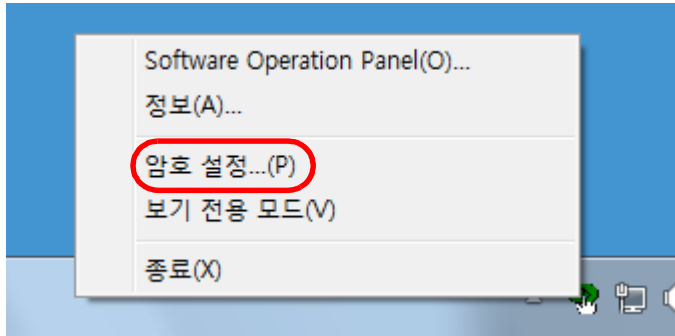 Software Operation Panel(O)...
정보(A)...
암호 설정...(P)
보기 전용 모드(V)
종료(X)